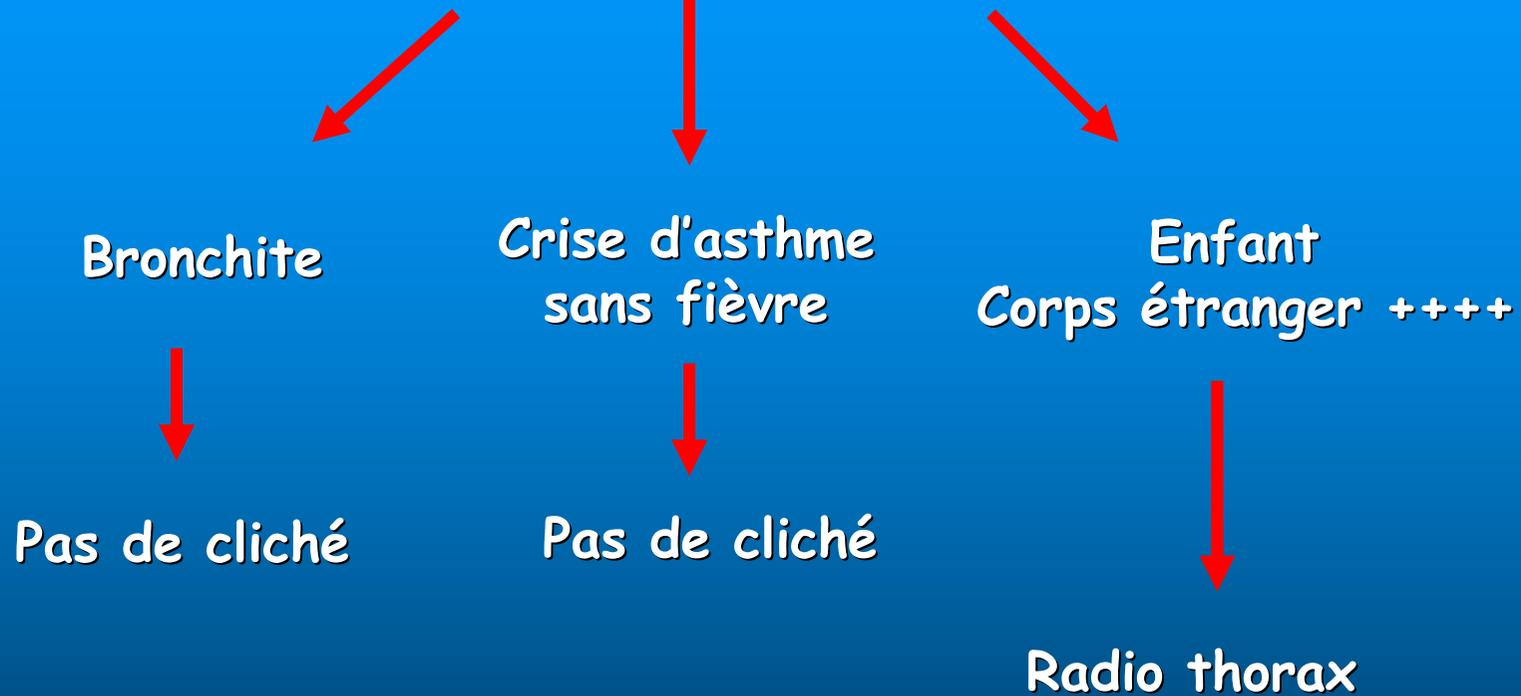 Bronchite
Crise d'asthme
sans fièvre
Enfant
Corps étranger ++++
Pas de cliché
Pas de cliché
Radio thorax